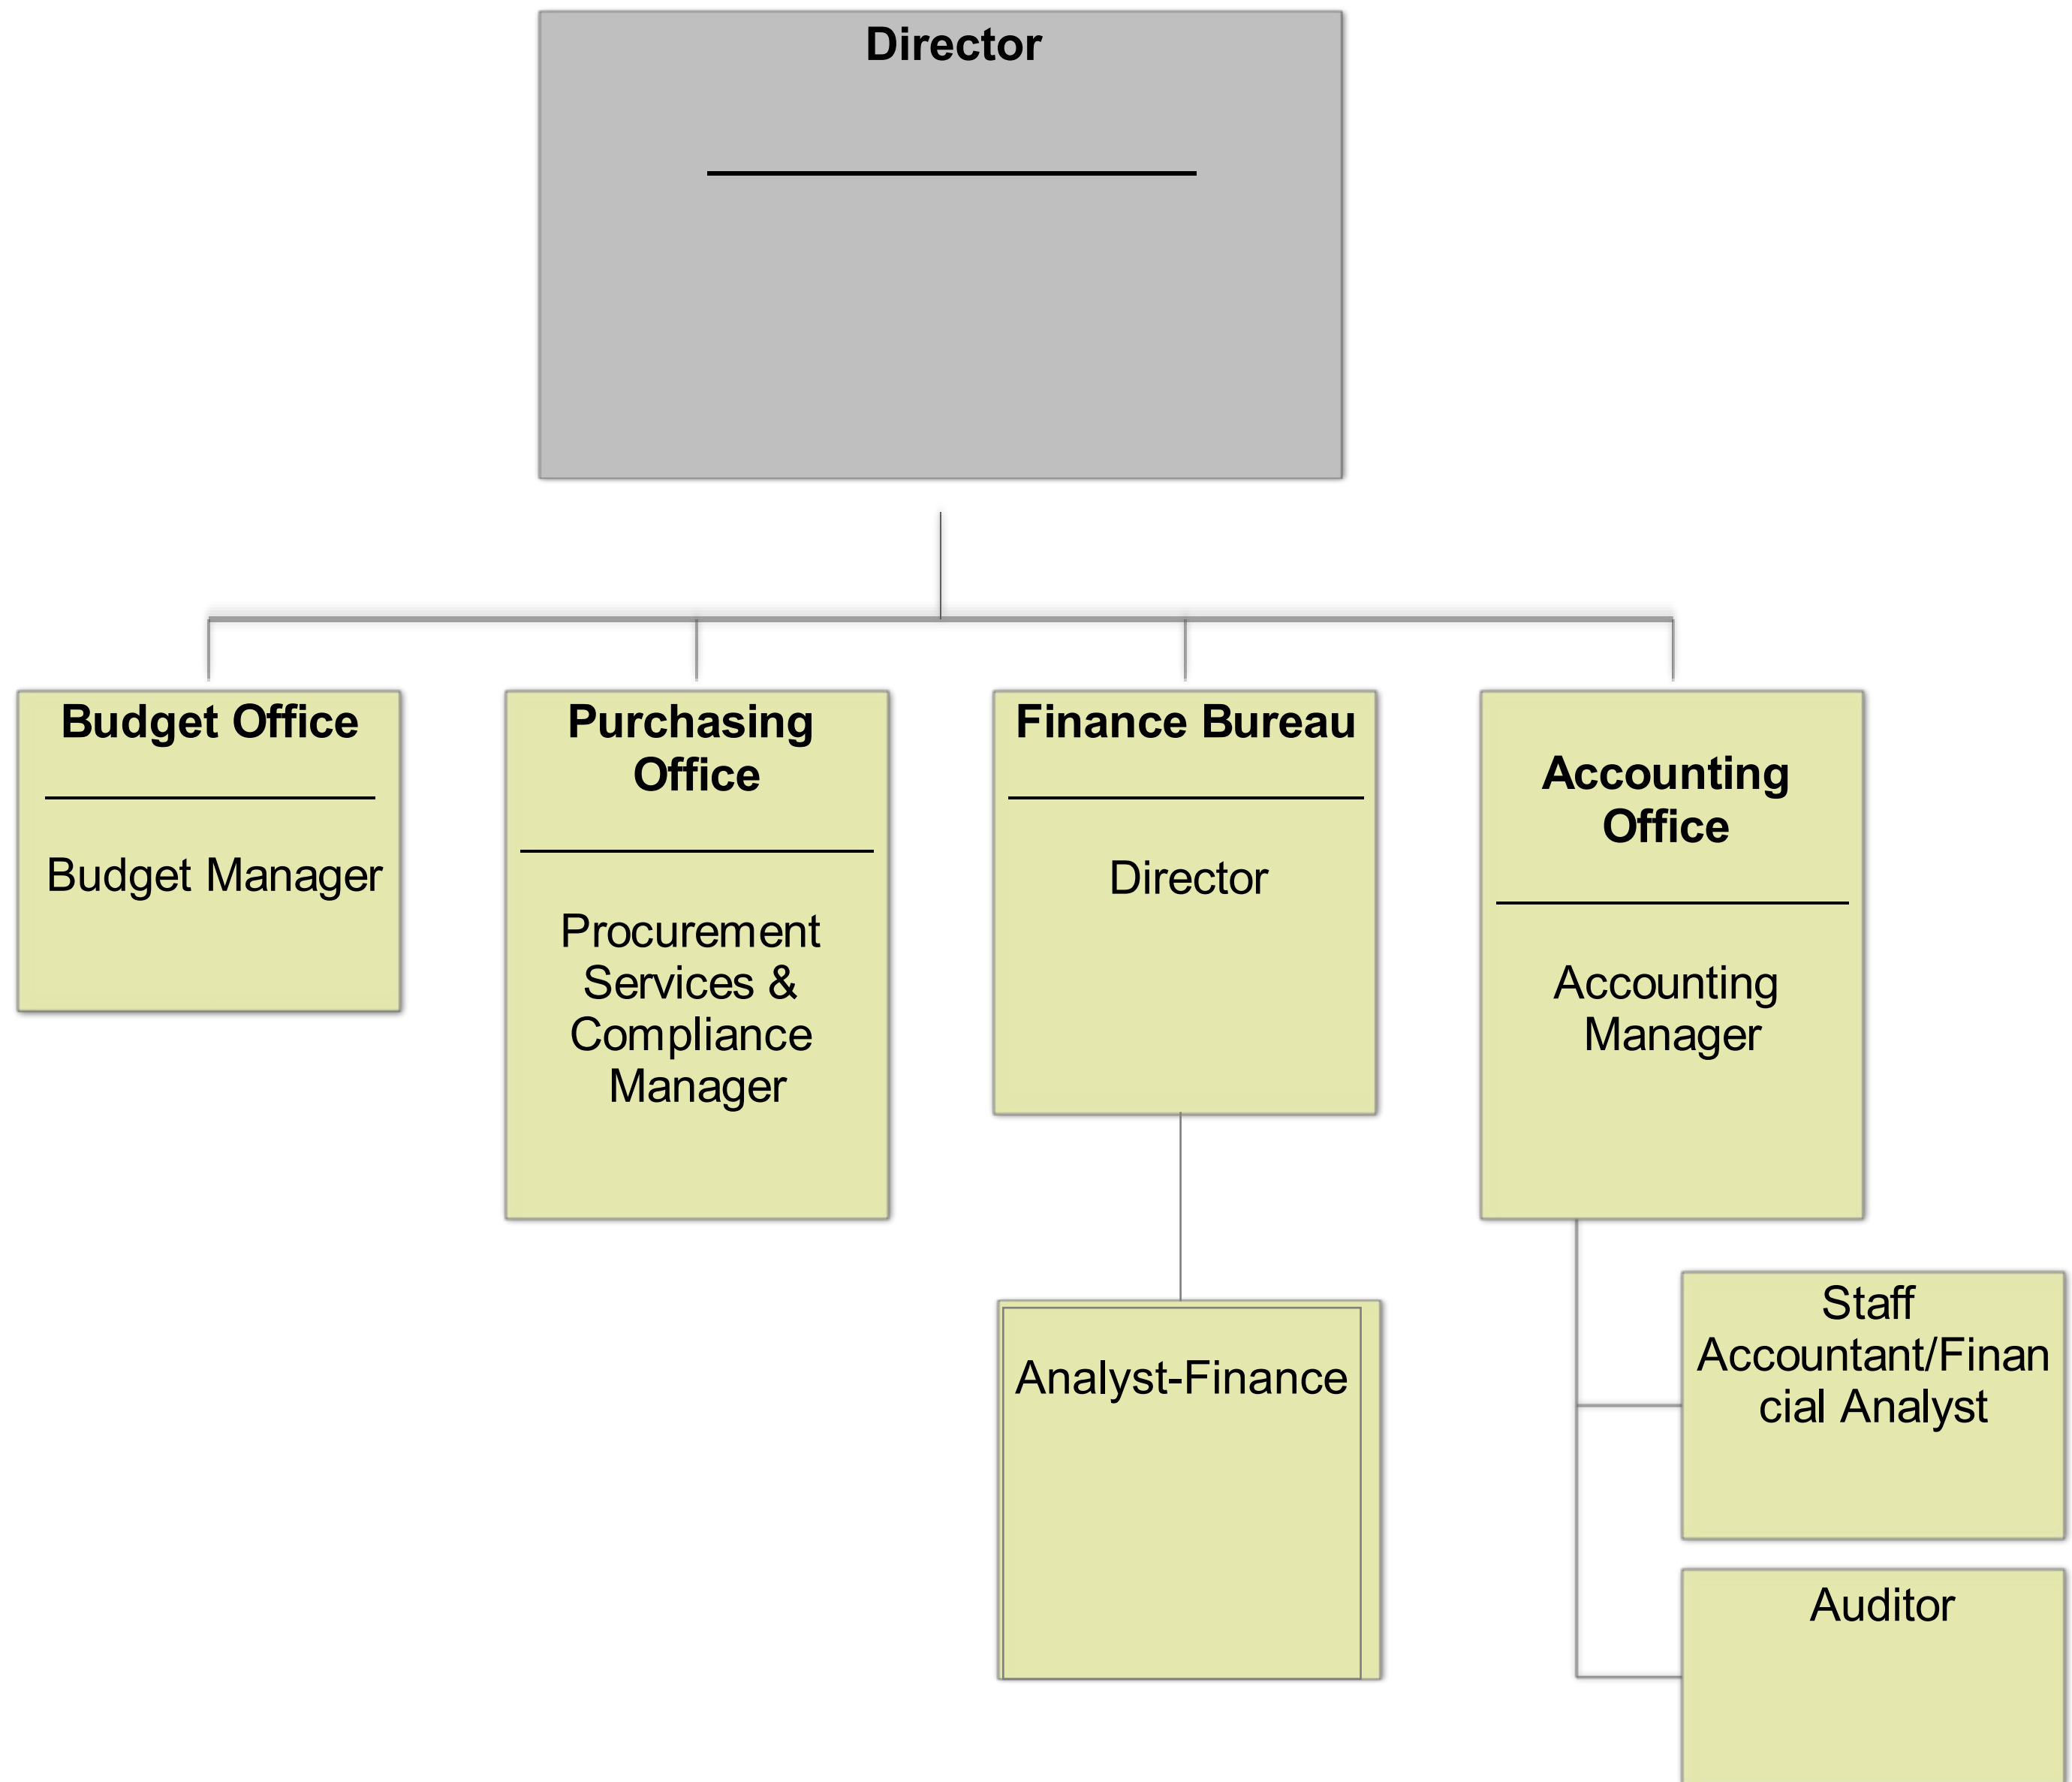 Director
Budget Office
Budget Manager
Purchasing
Office
Procurement
Services &
Compliance
Manager
Finance Bureau
Director
Analyst-Finance
Accounting
Office
Accounting
Manager
Staff
Accountant/Finan
cial Analyst
Auditor